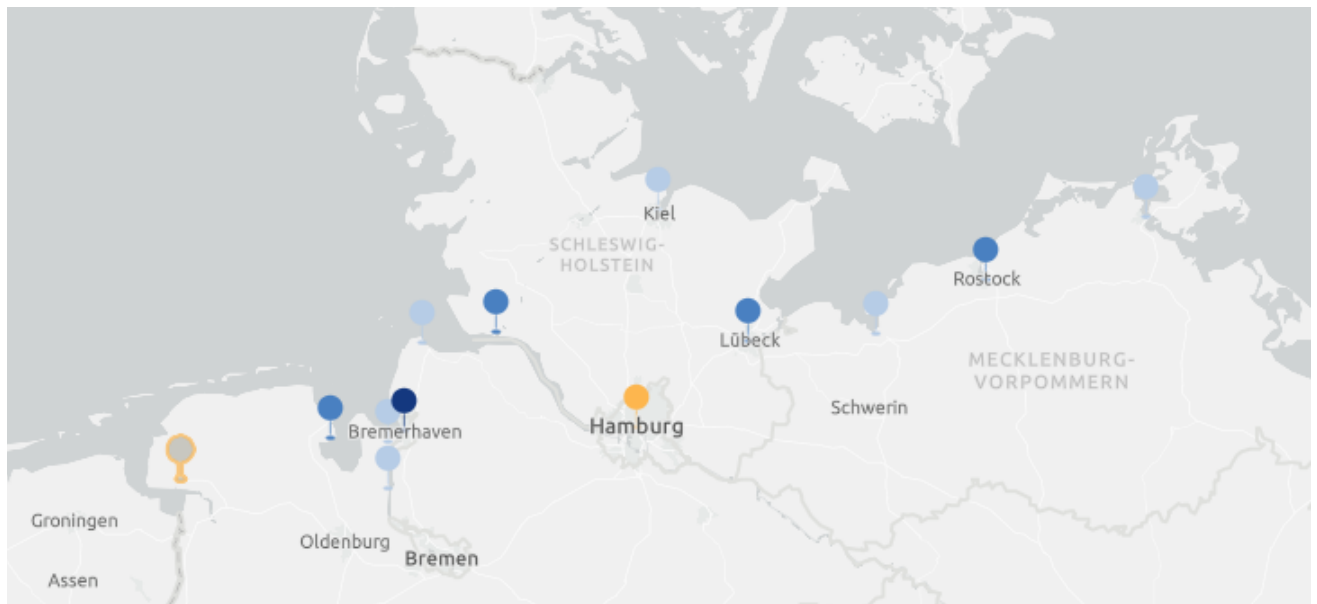 Kiel
SCHLESWIG-
HOLSTEIN
Rostock
Lübeck
MECKLENBURG-
VORPOMMERN
Schwerin
Hamburg
Bremerhaven
Groningen
Oldenburg
Bremen
Assen